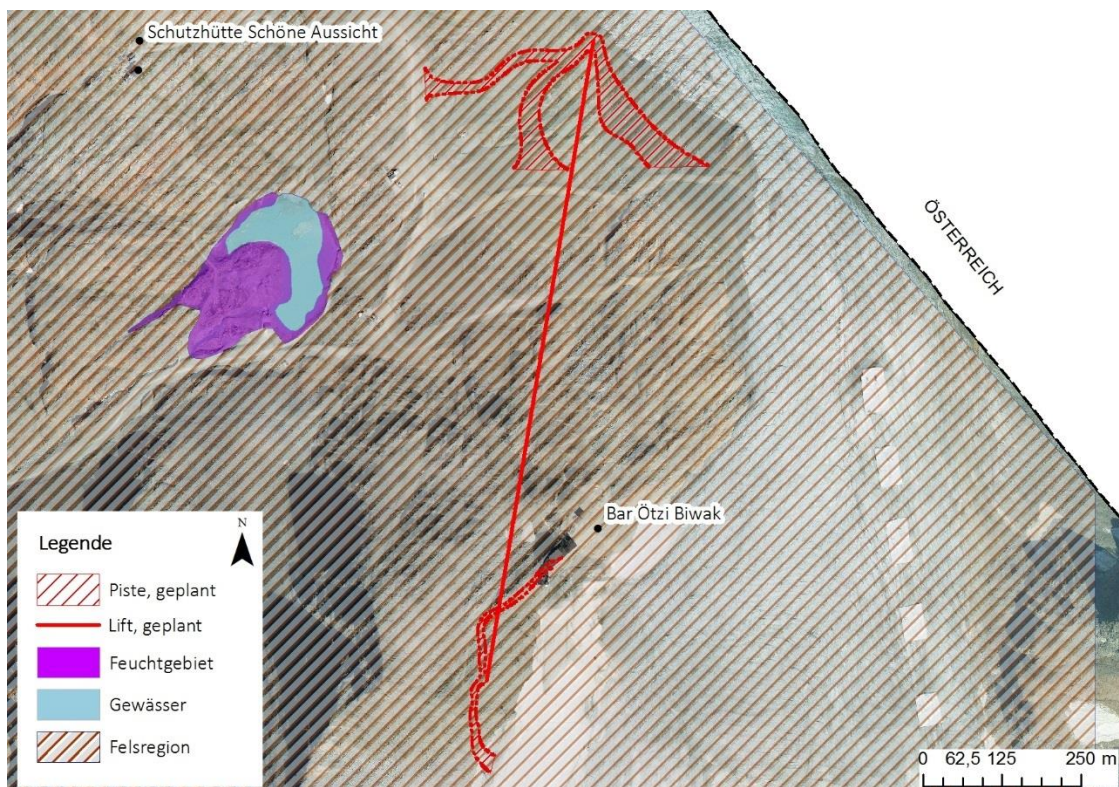 Schutzhütte Schöne Aussicht
ÖSTERREICH
Bar Ötzi Biwak
Legende
N
Piste, geplant
Lift, geplant
Feuchtgebiet
Gewässer
Felsregion
0 62,5 125 250 m